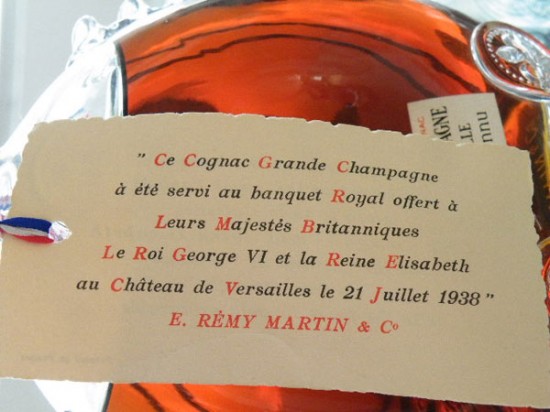 " Ce Cognac Grande Champagne
à été servi au banquet Royal offert à
Leurs Majestés Britanniques
Le Roi George VI et la Reine Elisabeth
au Château de Versailles le 21 Juillet 1938 "
E. RÉMY MARTIN & Co